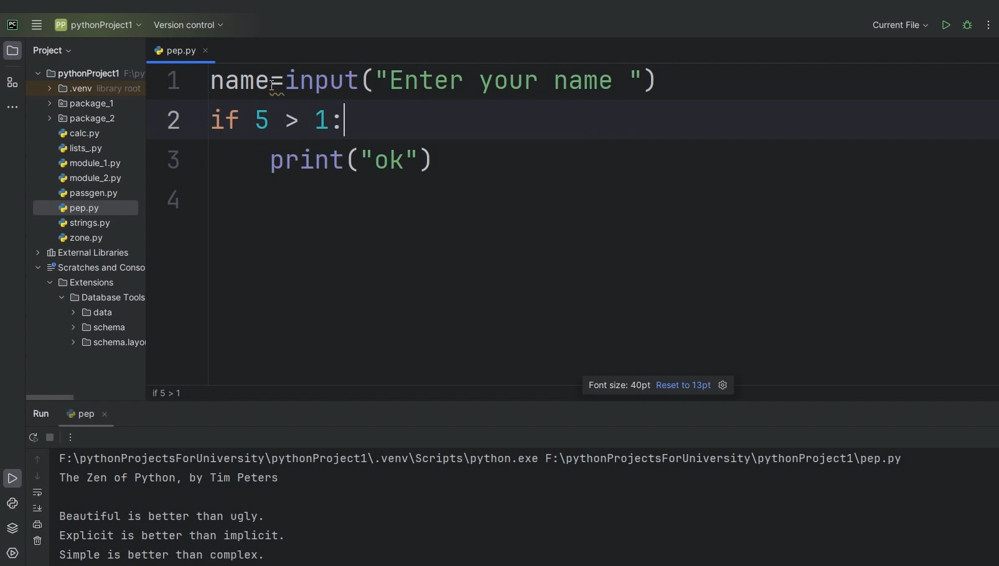 PC
PP pythonProject1 Version control Current File
Project
pep.py
pythonProject1 F:\py
.venv library root
package_1
package_2
calc.py
lists_.py
module_1.py
module_2.py
passgen.py
pep.py
strings.py
zone.py
External Libraries
Scratches and Conso
Extensions
Database Tools
data
schema
schema.layou
1 name=input("Enter your name ")
2 if 5 > 1:
3 print("ok")
4
Font size: 40pt Reset to 13pt
if 5 > 1
Run pep
F:\pythonProjectsForUniversity\pythonProject1\.venv\Scripts\python.exe F:\pythonProjectsForUniversity\pythonProject1\pep.py
The Zen of Python, by Tim Peters
Beautiful is better than ugly.
Explicit is better than implicit.
Simple is better than complex.